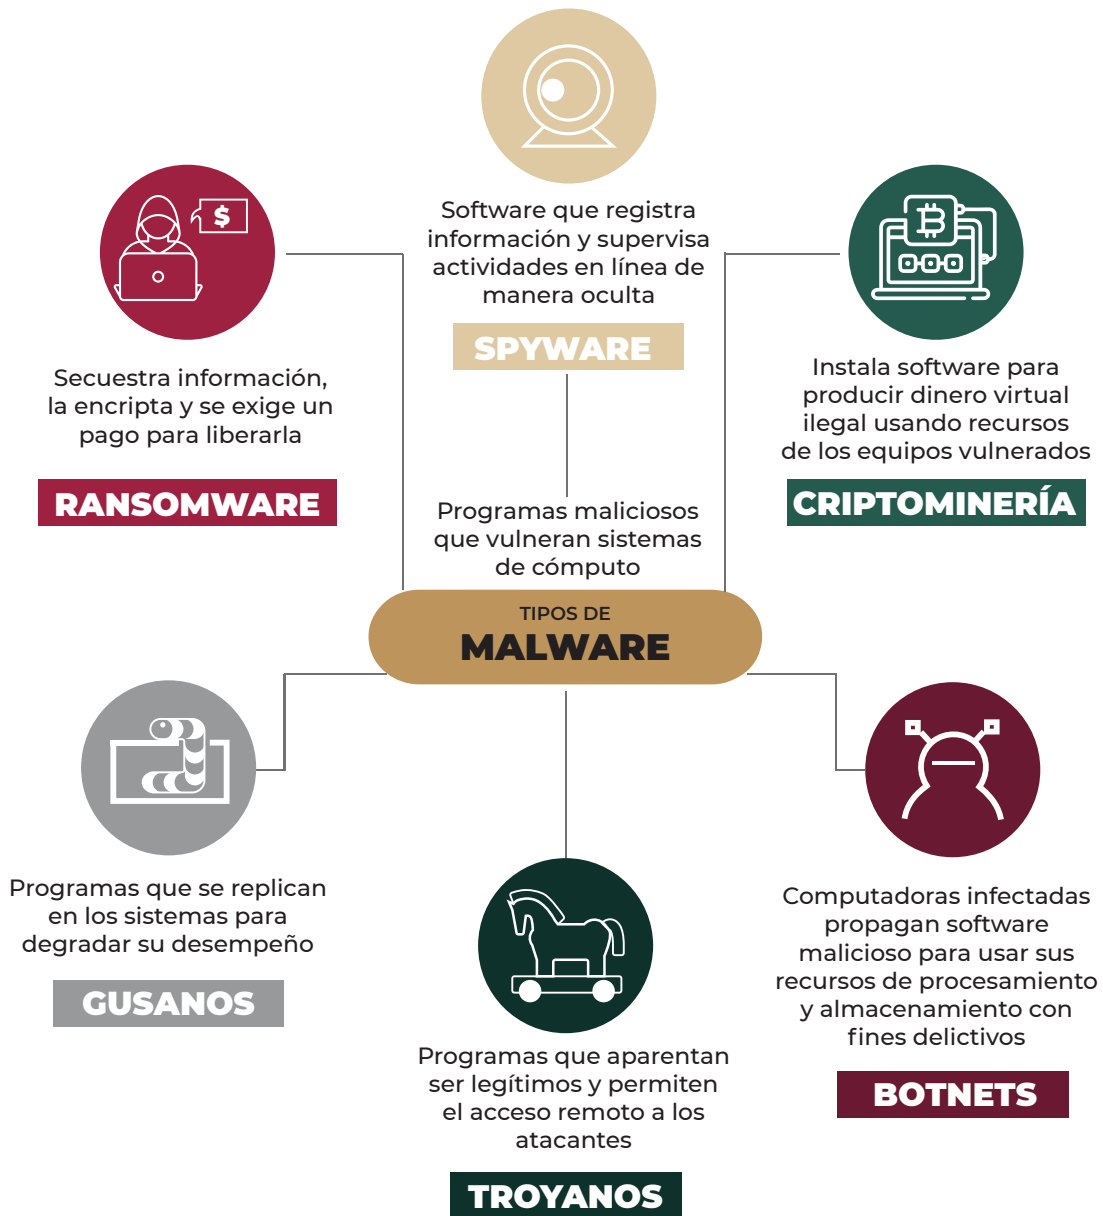 $
Software que registra
información y supervisa
actividades en línea de
manera oculta
SPYWARE
Secuestra información,
la encripta y se exige un
pago para liberarla
RANSOMWARE
Instala software para
producir dinero virtual
ilegal usando recursos
de los equipos vulnerados
CRIPTOMINERÍA
Programas maliciosos
que vulneran sistemas
de cómputo
TIPOS DE
MALWARE
Programas que se replican
en los sistemas para
degradar su desempeño
GUSANOS
Programas que aparentan
ser legítimos y permiten
el acceso remoto a los
atacantes
TROYANOS
Computadoras infectadas
propagan software
malicioso para usar sus
recursos de procesamiento
y almacenamiento con
fines delictivos
BOTNETS